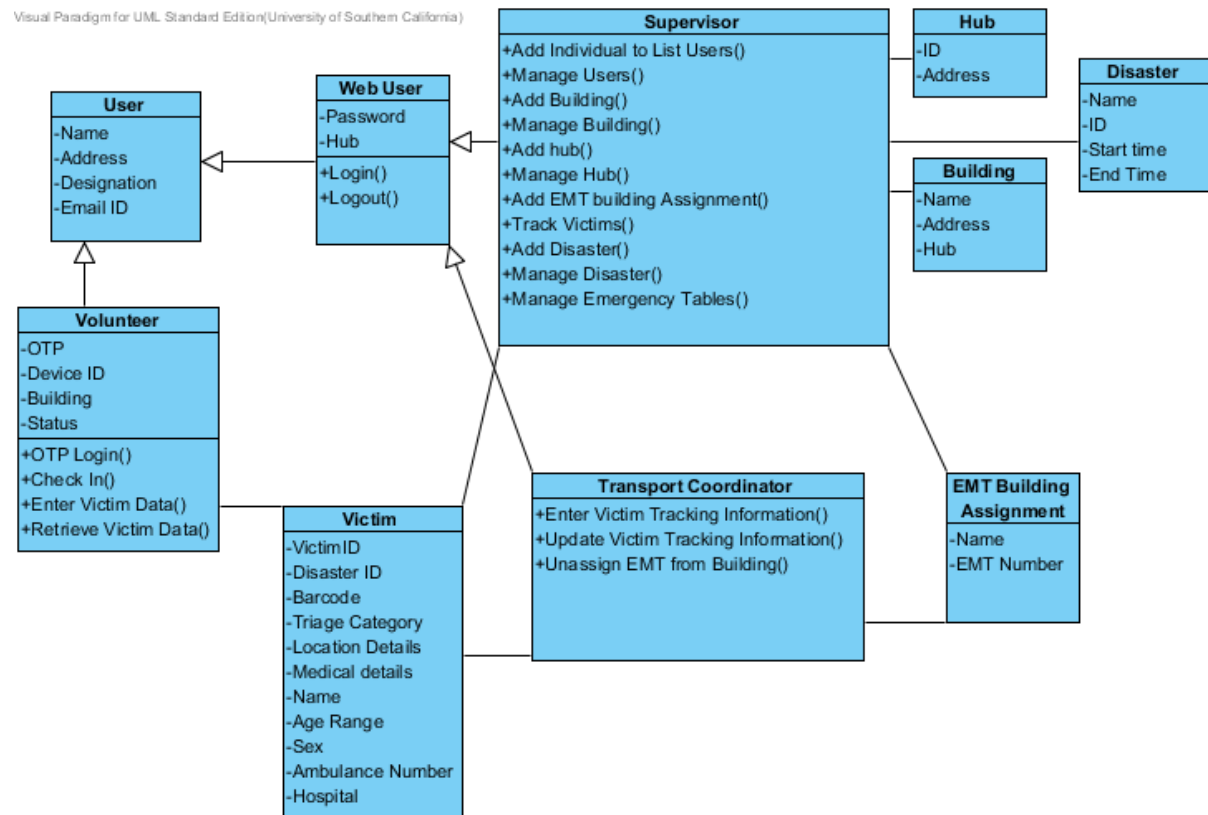 Visual Paradigm for UML Standard Edition(University of Southern California)
User
-Name
-Address
-Designation
-Email ID
Web User
-Password
-Hub
+Login()
+Logout()
Supervisor
+Add Individual to List Users()
+Manage Users()
+Add Building()
+Manage Building()
+Add hub()
+Manage Hub()
+Add EMT building Assignment()
+Track Victims()
+Add Disaster()
+Manage Disaster()
+Manage Emergency Tables()
Hub
-ID
-Address
Disaster
-Name
-ID
-Start time
-End Time
Building
-Name
-Address
-Hub
Volunteer
-OTP
-Device ID
-Building
-Status
+OTP Login()
+Check In()
+Enter Victim Data()
+Retrieve Victim Data()
Victim
-VictimID
-Disaster ID
-Barcode
-Triage Category
-Location Details
-Medical details
-Name
-Age Range
-Sex
-Ambulance Number
-Hospital
Transport Coordinator
+Enter Victim Tracking Information()
+Update Victim Tracking Information()
+Unassign EMT from Building()
EMT Building
Assignment
-Name
-EMT Number